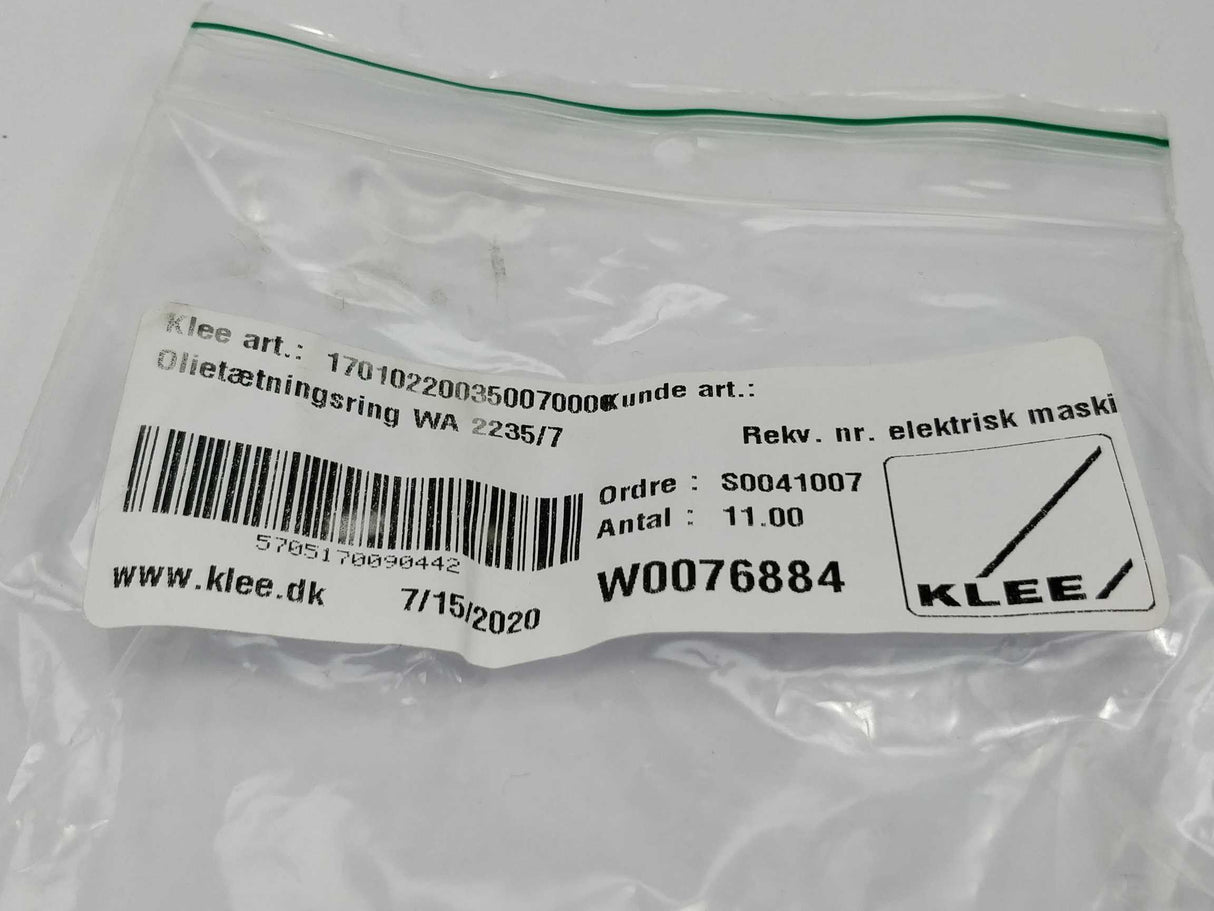 Klee art.: 1701022003500700 Kunde art.:
Olietætningsring WA 2235/7
Rekv. nr. elektrisk maski
5705170090442
Ordre : S0041007
Antal : 11.00
www.klee.dk 7/15/2020
W0076884
KLEE